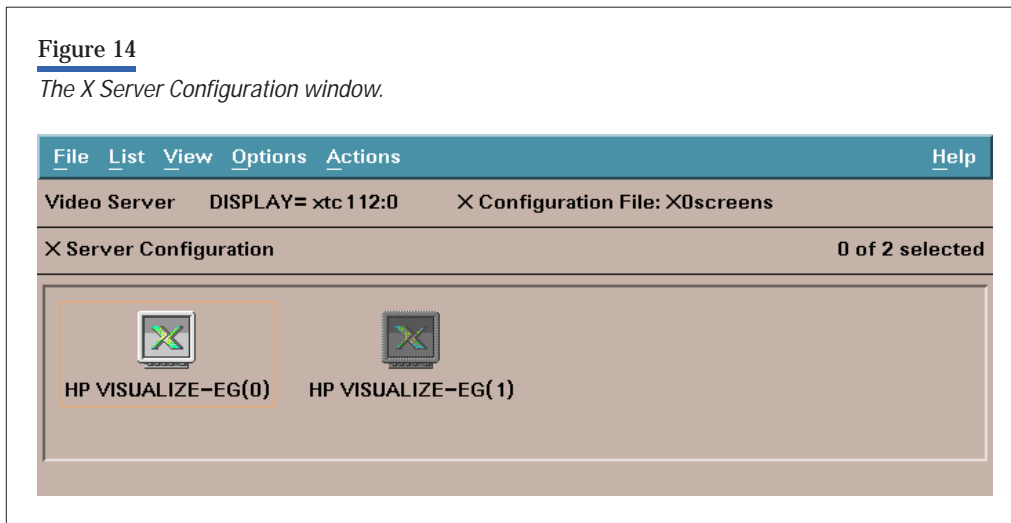 Figure 14
The X Server Configuration window.
File List View Options Actions Help
Video Server DISPLAY= xtc112:0 X Configuration File: X0screens
X Server Configuration 0 of 2 selected
HP VISUALIZE-EG(0) HP VISUALIZE-EG(1)